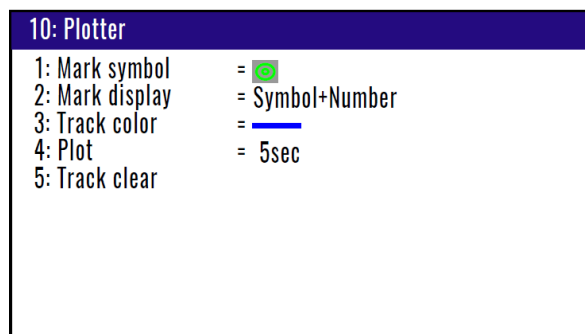 10: Plotter
1: Mark symbol =
2: Mark display = Symbol+Number
3: Track color =
4: Plot = 5sec
5: Track clear